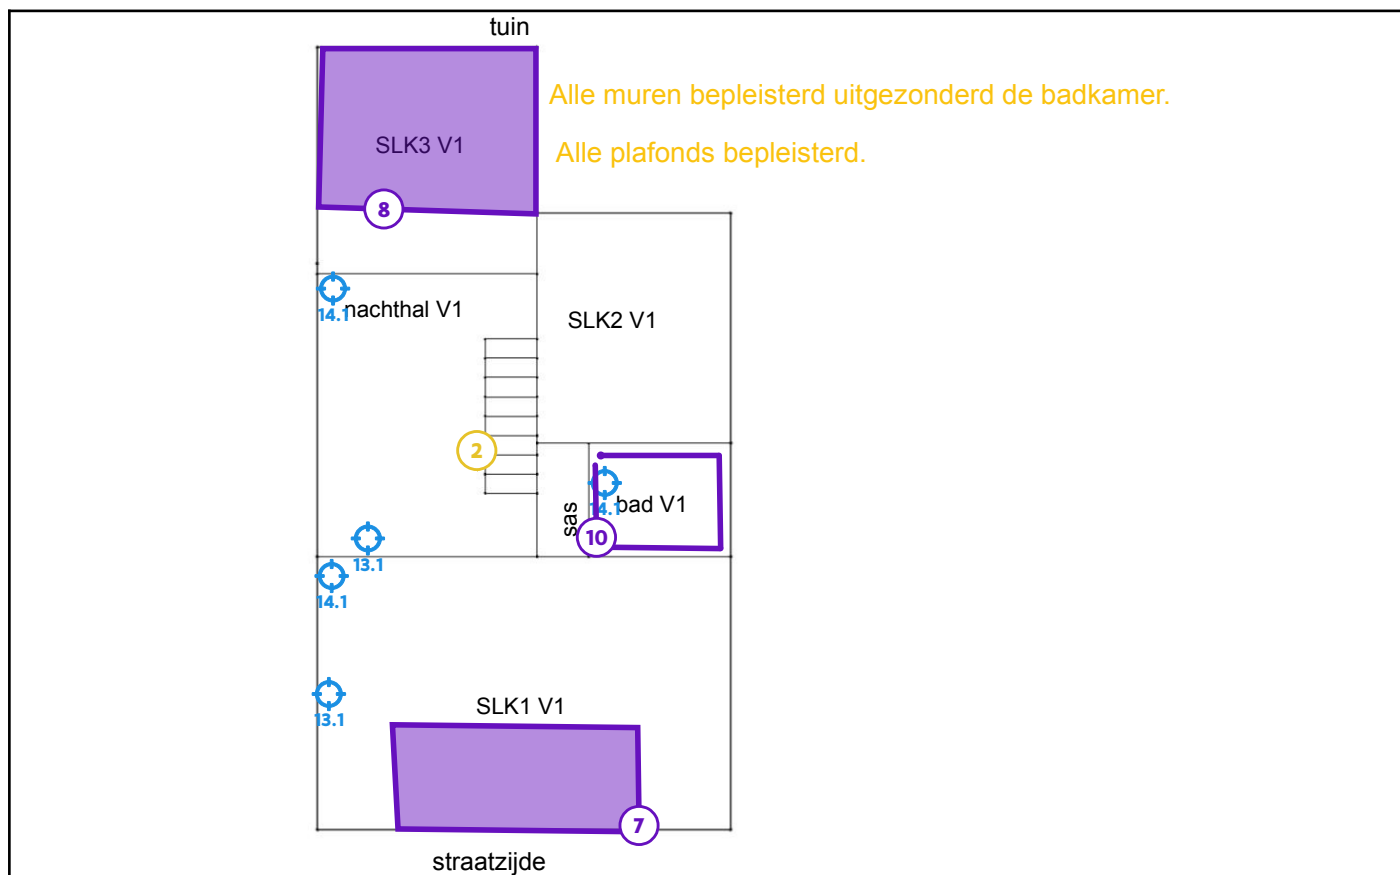 tuin
Alle muren bepleisterd uitgezonderd de badkamer.
SLK3 V1
Alle plafonds bepleisterd.
8
nachthal V1
14.1
SLK2 V1
2
sas
14.1
bad V1
10
13.1
14.1
SLK1 V1
13.1
7
straatzijde